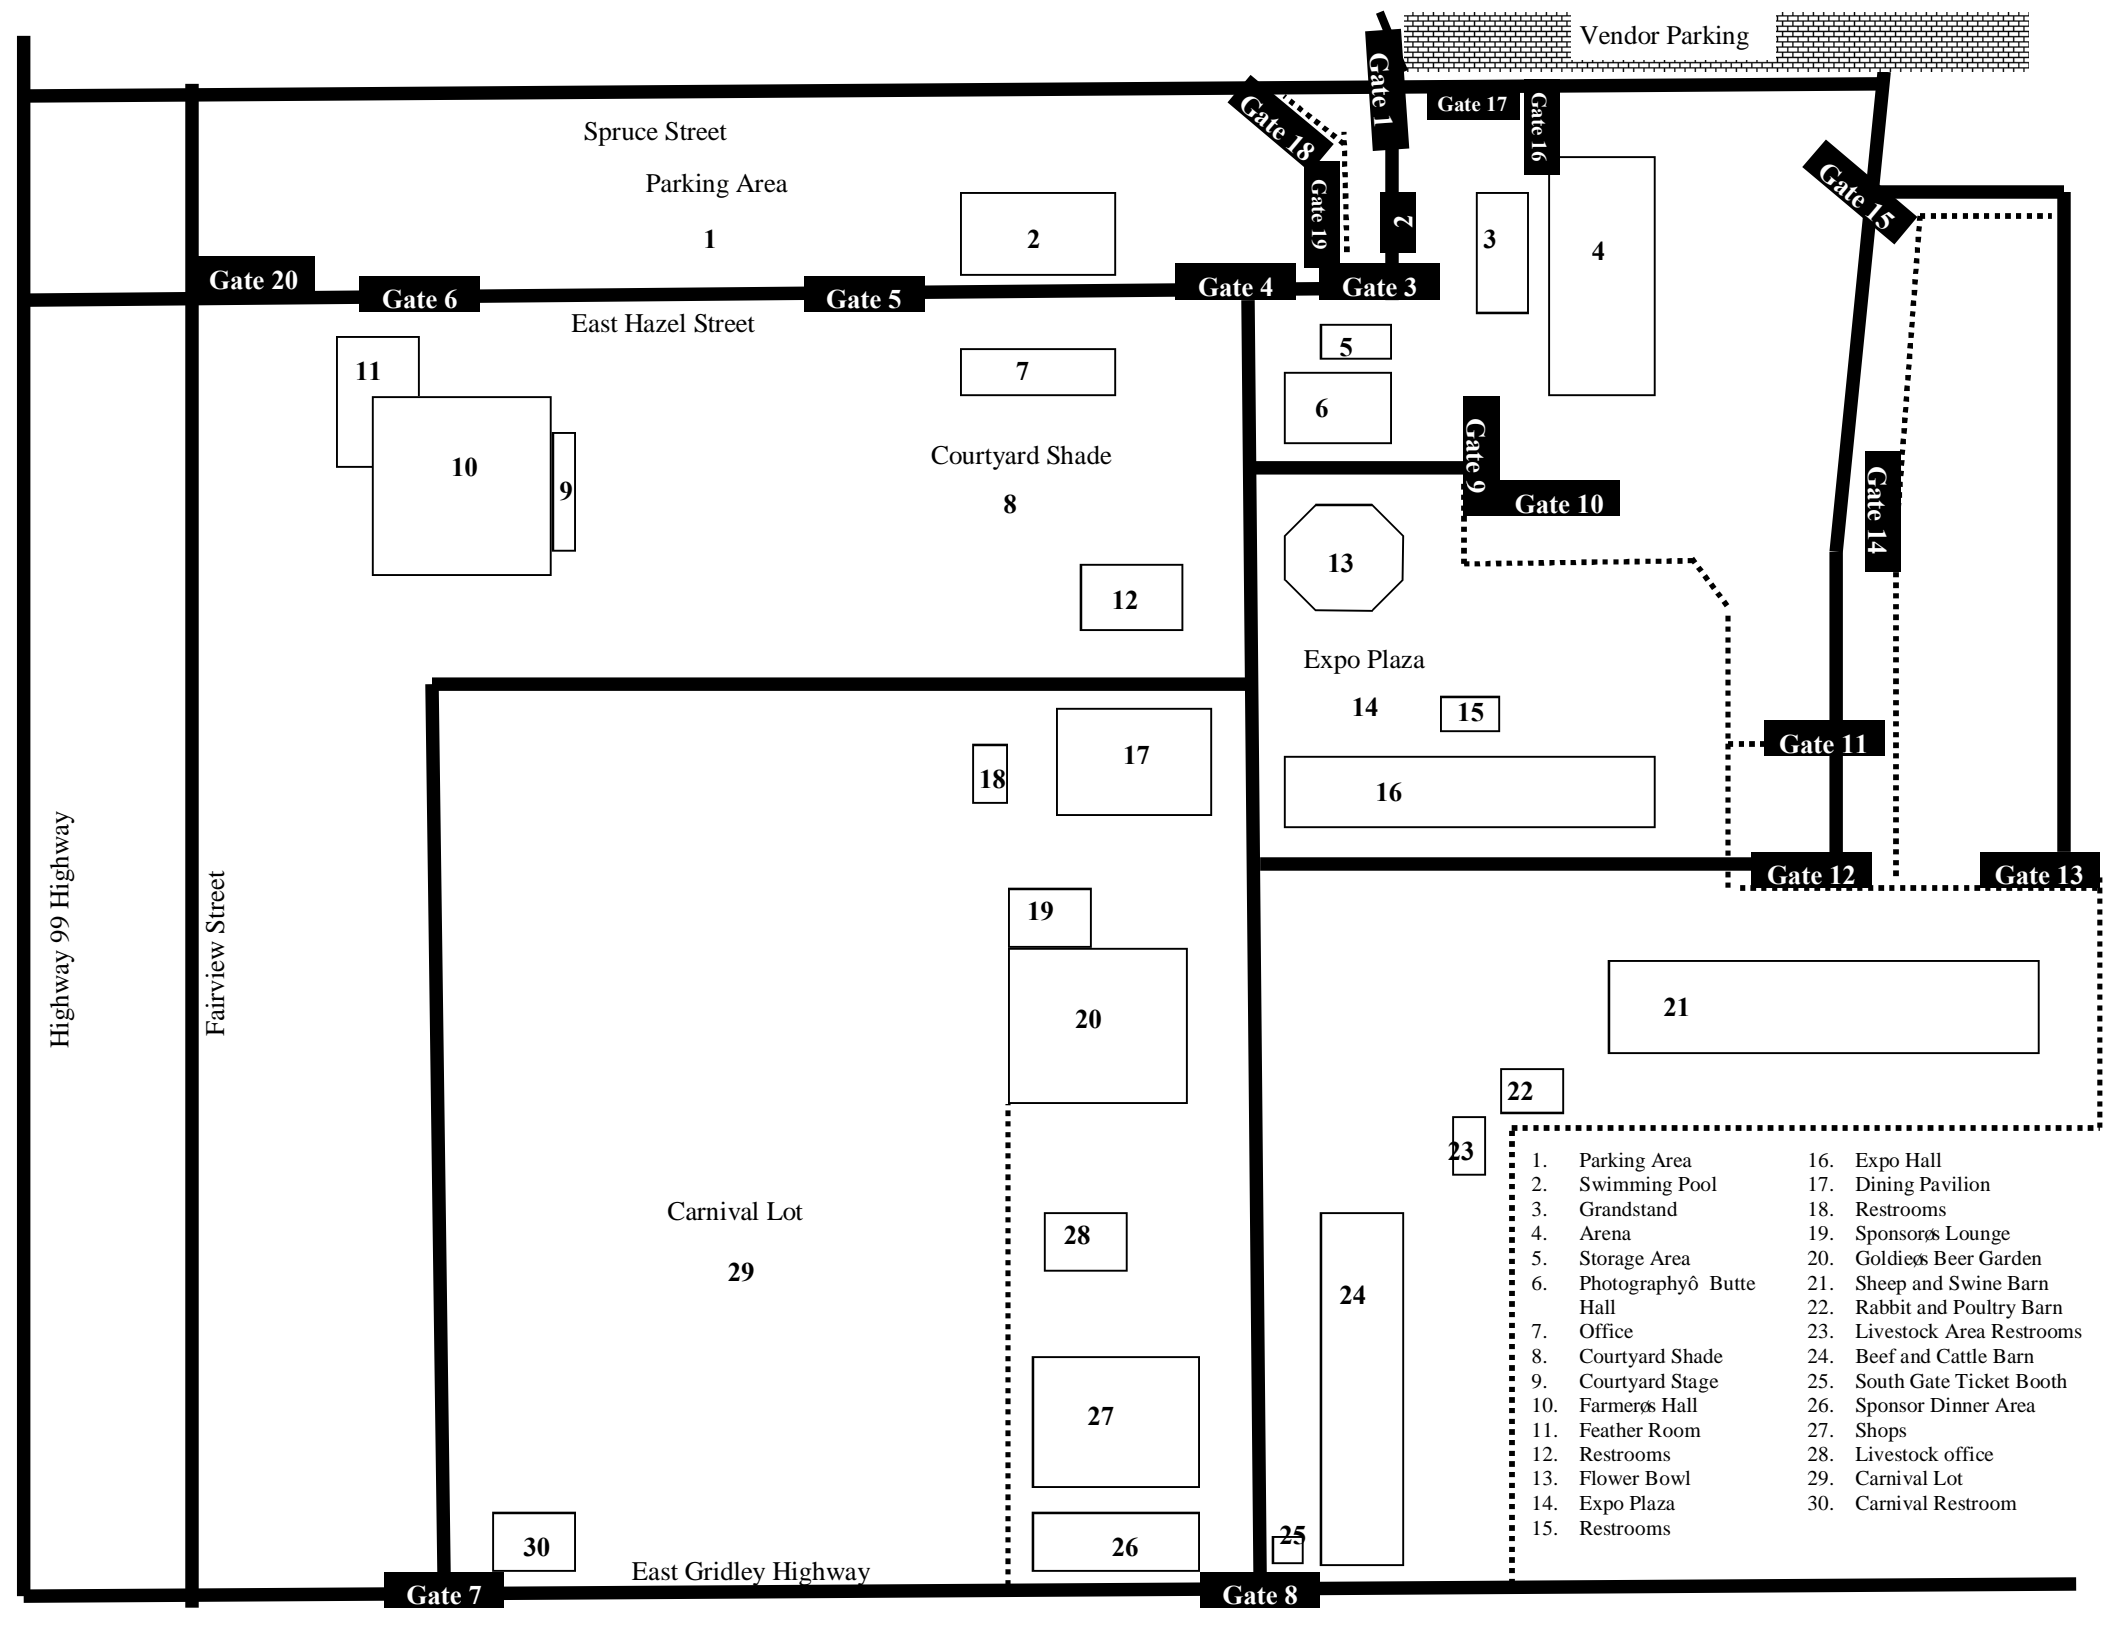 Vendor Parking
Gate 1
Gate 17
Gate 16
Gate 18
Spruce Street
Parking Area
1
2
Gate 19
2
3
4
Gate 15
Gate 20
Gate 6
Gate 5
Gate 4
Gate 3
East Hazel Street
11
7
5
6
10
9
Courtyard Shade
8
Gate 9
Gate 10
Gate 14
13
12
Expo Plaza
14
15
17
18
16
Gate 11
Highway 99 Highway
Fairview Street
19
Gate 12
Gate 13
20
21
22
23
Carnival Lot
29
28
24
27
30
26
25
East Gridley Highway
Gate 7
Gate 8
1. Parking Area
2. Swimming Pool
3. Grandstand
4. Arena
5. Storage Area
6. Photographyô Butte
Hall
7. Office
8. Courtyard Shade
9. Courtyard Stage
10. Farmerøs Hall
11. Feather Room
12. Restrooms
13. Flower Bowl
14. Expo Plaza
15. Restrooms
16. Expo Hall
17. Dining Pavilion
18. Restrooms
19. Sponsorøs Lounge
20. Goldieøs Beer Garden
21. Sheep and Swine Barn
22. Rabbit and Poultry Barn
23. Livestock Area Restrooms
24. Beef and Cattle Barn
25. South Gate Ticket Booth
26. Sponsor Dinner Area
27. Shops
28. Livestock office
29. Carnival Lot
30. Carnival Restroom